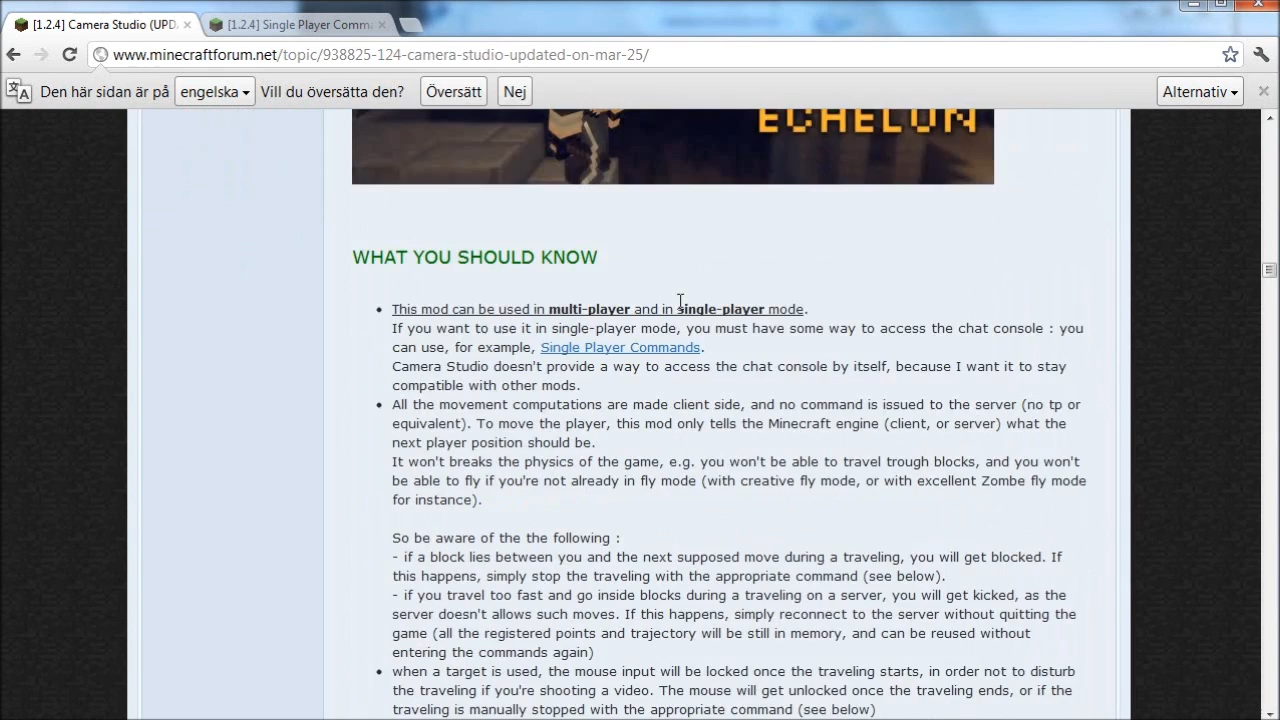 [1.2.4] Camera Studio (UPD
[1.2.4] Single Player Comma
www.minecraftforum.net/topic/938825-124-camera-studio-updated-on-mar-25/
Den här sidan är på engelska Vill du översätta den? Översätt Nej Alternativ
ECHELON
WHAT YOU SHOULD KNOW
This mod can be used in multi-player and in single-player mode.
If you want to use it in single-player mode, you must have some way to access the chat console : you
can use, for example, Single Player Commands.
Camera Studio doesn't provide a way to access the chat console by itself, because I want it to stay
compatible with other mods.
All the movement computations are made client side, and no command is issued to the server (no tp or
equivalent). To move the player, this mod only tells the Minecraft engine (client, or server) what the
next player position should be.
It won't breaks the physics of the game, e.g. you won't be able to travel trough blocks, and you won't
be able to fly if you're not already in fly mode (with creative fly mode, or with excellent Zombe fly mode
for instance).
So be aware of the the following :
- if a block lies between you and the next supposed move during a traveling, you will get blocked. If
this happens, simply stop the traveling with the appropriate command (see below).
- if you travel too fast and go inside blocks during a traveling on a server, you will get kicked, as the
server doesn't allows such moves. If this happens, simply reconnect to the server without quitting the
game (all the registered points and trajectory will be still in memory, and can be reused without
entering the commands again)
when a target is used, the mouse input will be locked once the traveling starts, in order not to disturb
the traveling if you're shooting a video. The mouse will get unlocked once the traveling ends, or if the
traveling is manually stopped with the appropriate command (see below)